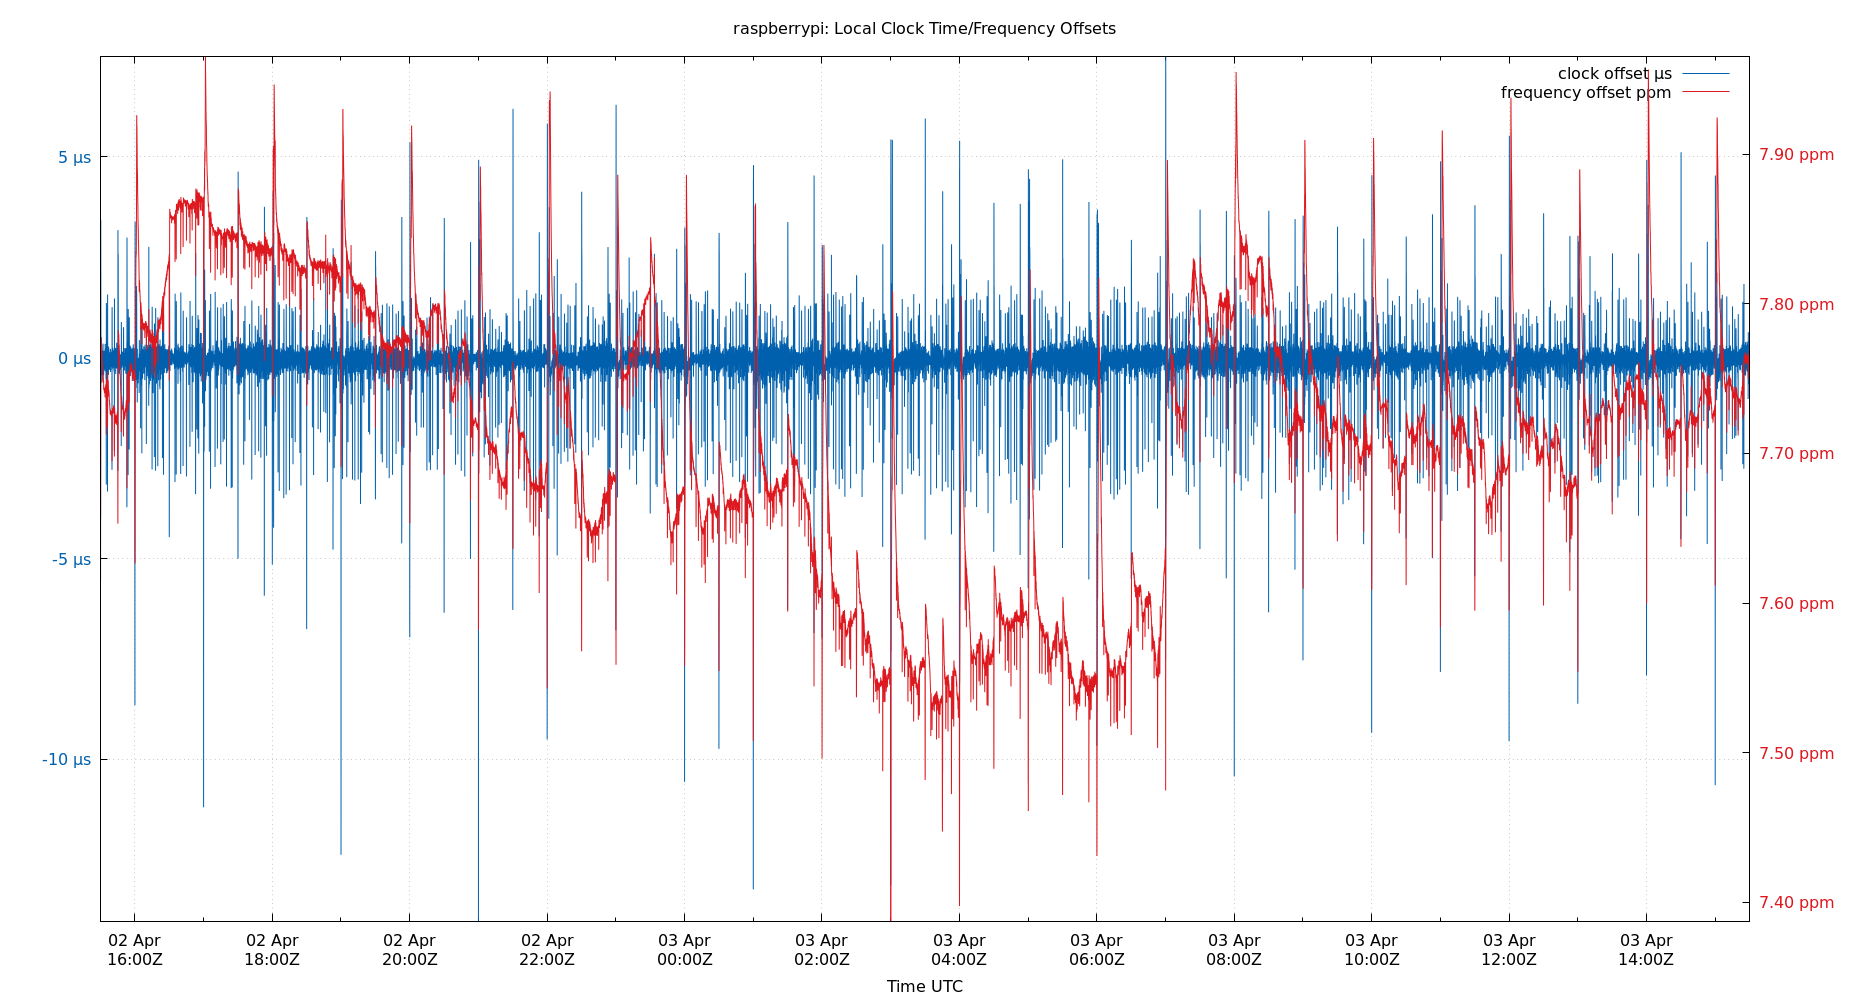 raspberrypi: Local Clock Time/Frequency Offsets
clock offset µs
frequency offset ppm
5 µs
0 µs
-5 µs
-10 µs
7.90 ppm
7.80 ppm
7.70 ppm
7.60 ppm
7.50 ppm
7.40 ppm
02 Apr 02 Apr 02 Apr 02 Apr 03 Apr 03 Apr 03 Apr 03 Apr 03 Apr 03 Apr 03 Apr 03 Apr
16:00Z 18:00Z 20:00Z 22:00Z 00:00Z 02:00Z 04:00Z 06:00Z 08:00Z 10:00Z 12:00Z 14:00Z
Time UTC